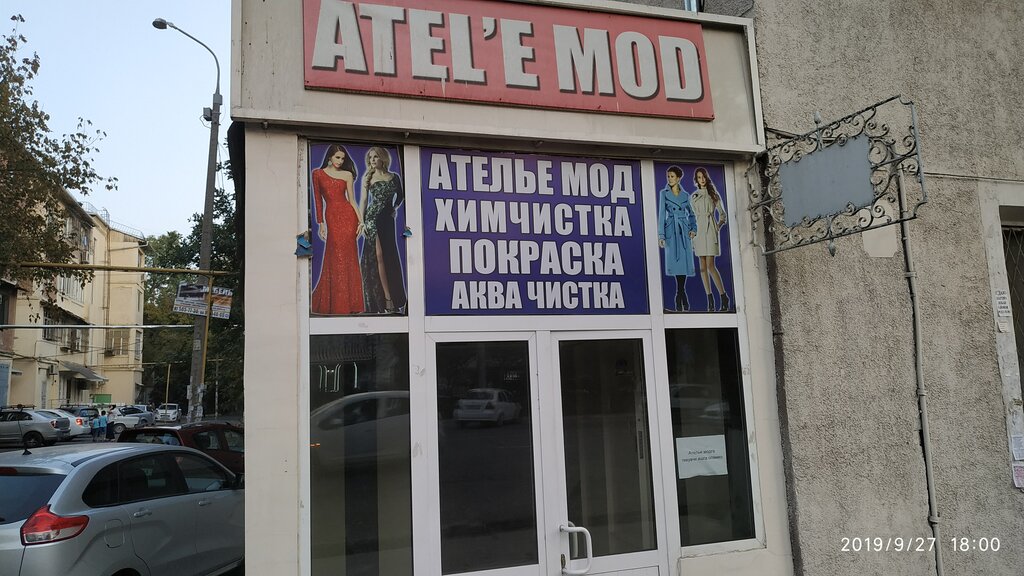 ATEL'E MOD
АТЕЛЬЕ МОД
ХИМЧИСТКА
ПОКРАСКА
АКВА ЧИСТКА
2019/9/27 18:00